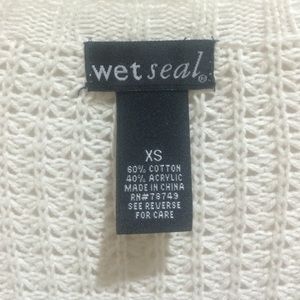 wet seal®
XS
60% COTTON
40% ACRYLIC
MADE IN CHINA
RN#78749
SEE REVERSE
FOR CARE